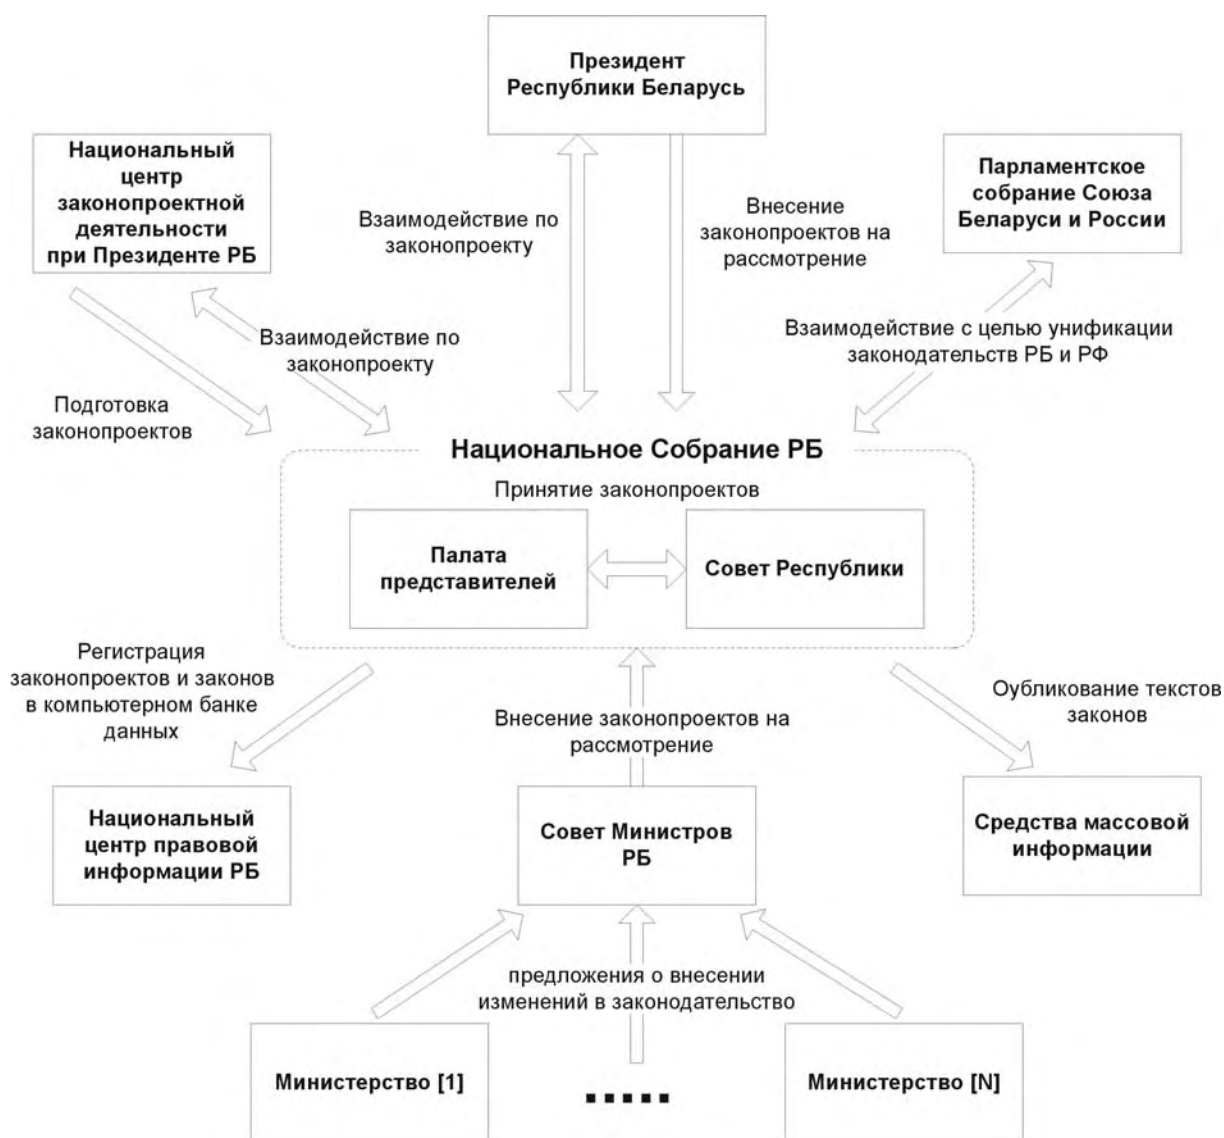 Президент
Республики Беларусь
Национальный
центр
законопроектной
деятельности
при Президенте РБ
Парламентское
собрание Союза
Беларуси и России
Взаимодействие по
законопроекту
Внесение
законопроектов на
рассмотрение
Взаимодействие по
законопроекту
Взаимодействие с целью унификации
законодательств РБ и РФ
Подготовка
законопроектов
Национальное Собрание РБ
Принятие законопроектов
Палата
представителей
Совет Республики
Регистрация
законопроектов и законов
в компьютерном банке
данных
Внесение законопроектов на
рассмотрение
Оубликование текстов
законов
Национальный
центр правовой
информации РБ
Совет Министров
РБ
Средства массовой
информации
предложения о внесении
изменений в законодательство
Министерство [1]
.....
Министерство [N]